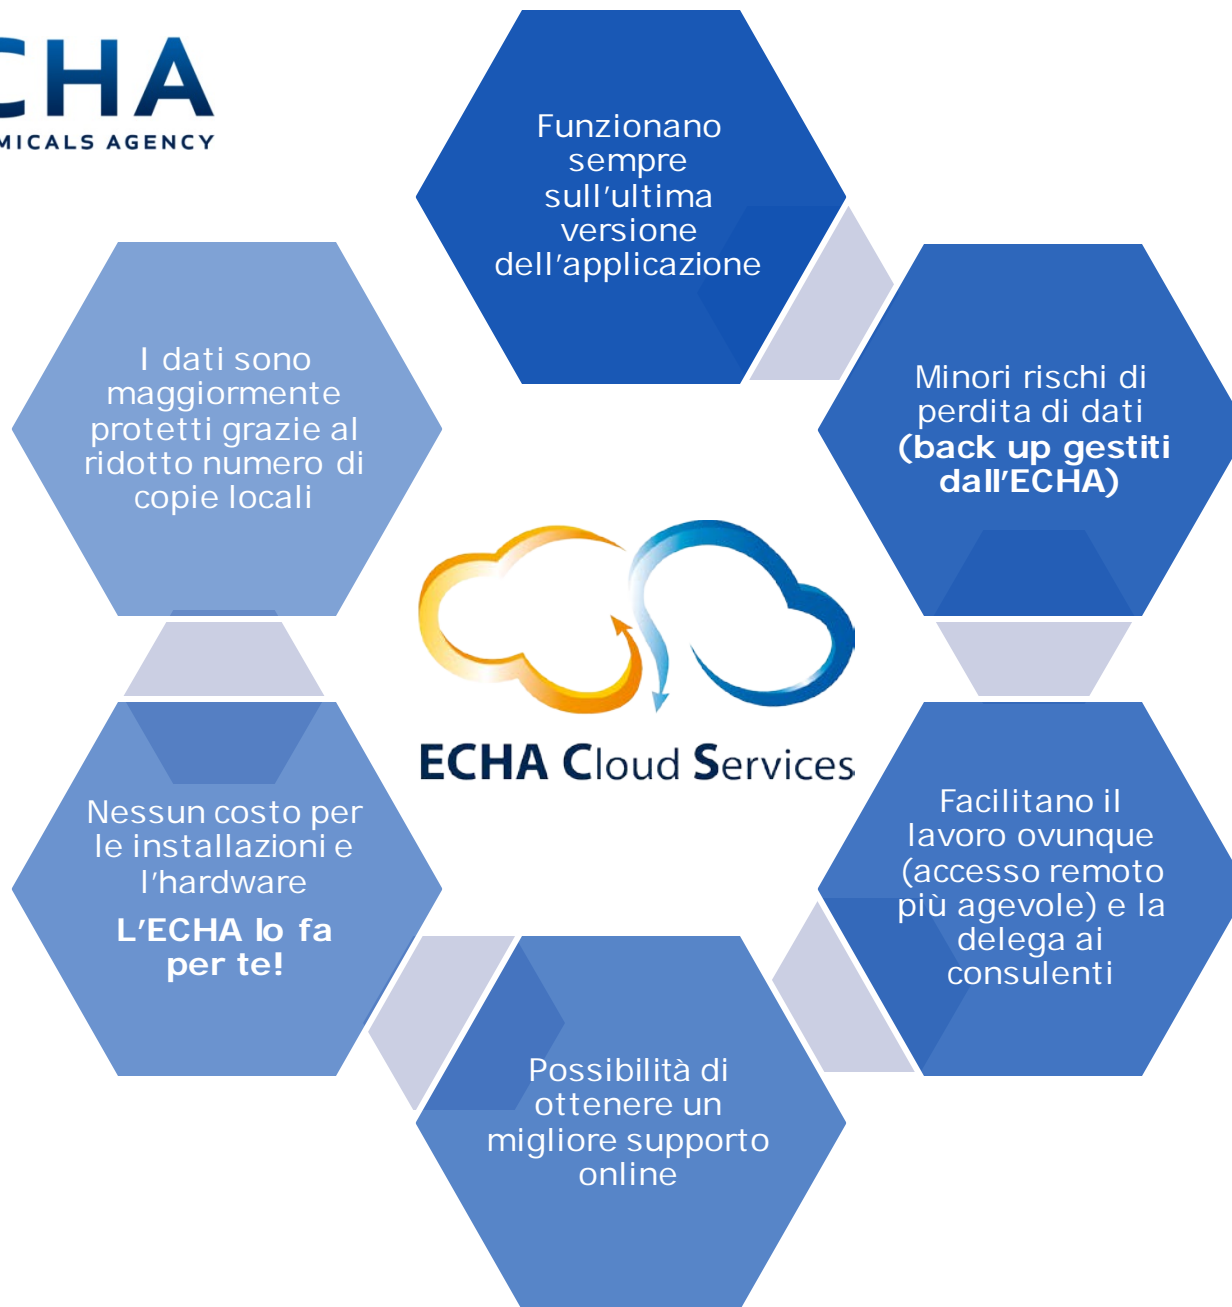 CHA
MICALS AGENCY
Funzionano
sempre
sull'ultima
versione
dell'applicazione
Minori rischi di
perdita di dati
(back up gestiti
dall'ECHA)
Facilitano il
lavoro ovunque
(accesso remoto
più agevole) e la
delega ai
consulenti
Possibilità di
ottenere un
migliore supporto
online
Nessun costo per
le installazioni e
l'hardware
L'ECHA lo fa
per te!
I dati sono
maggiormente
protetti grazie al
ridotto numero di
copie locali
ECHA Cloud Services